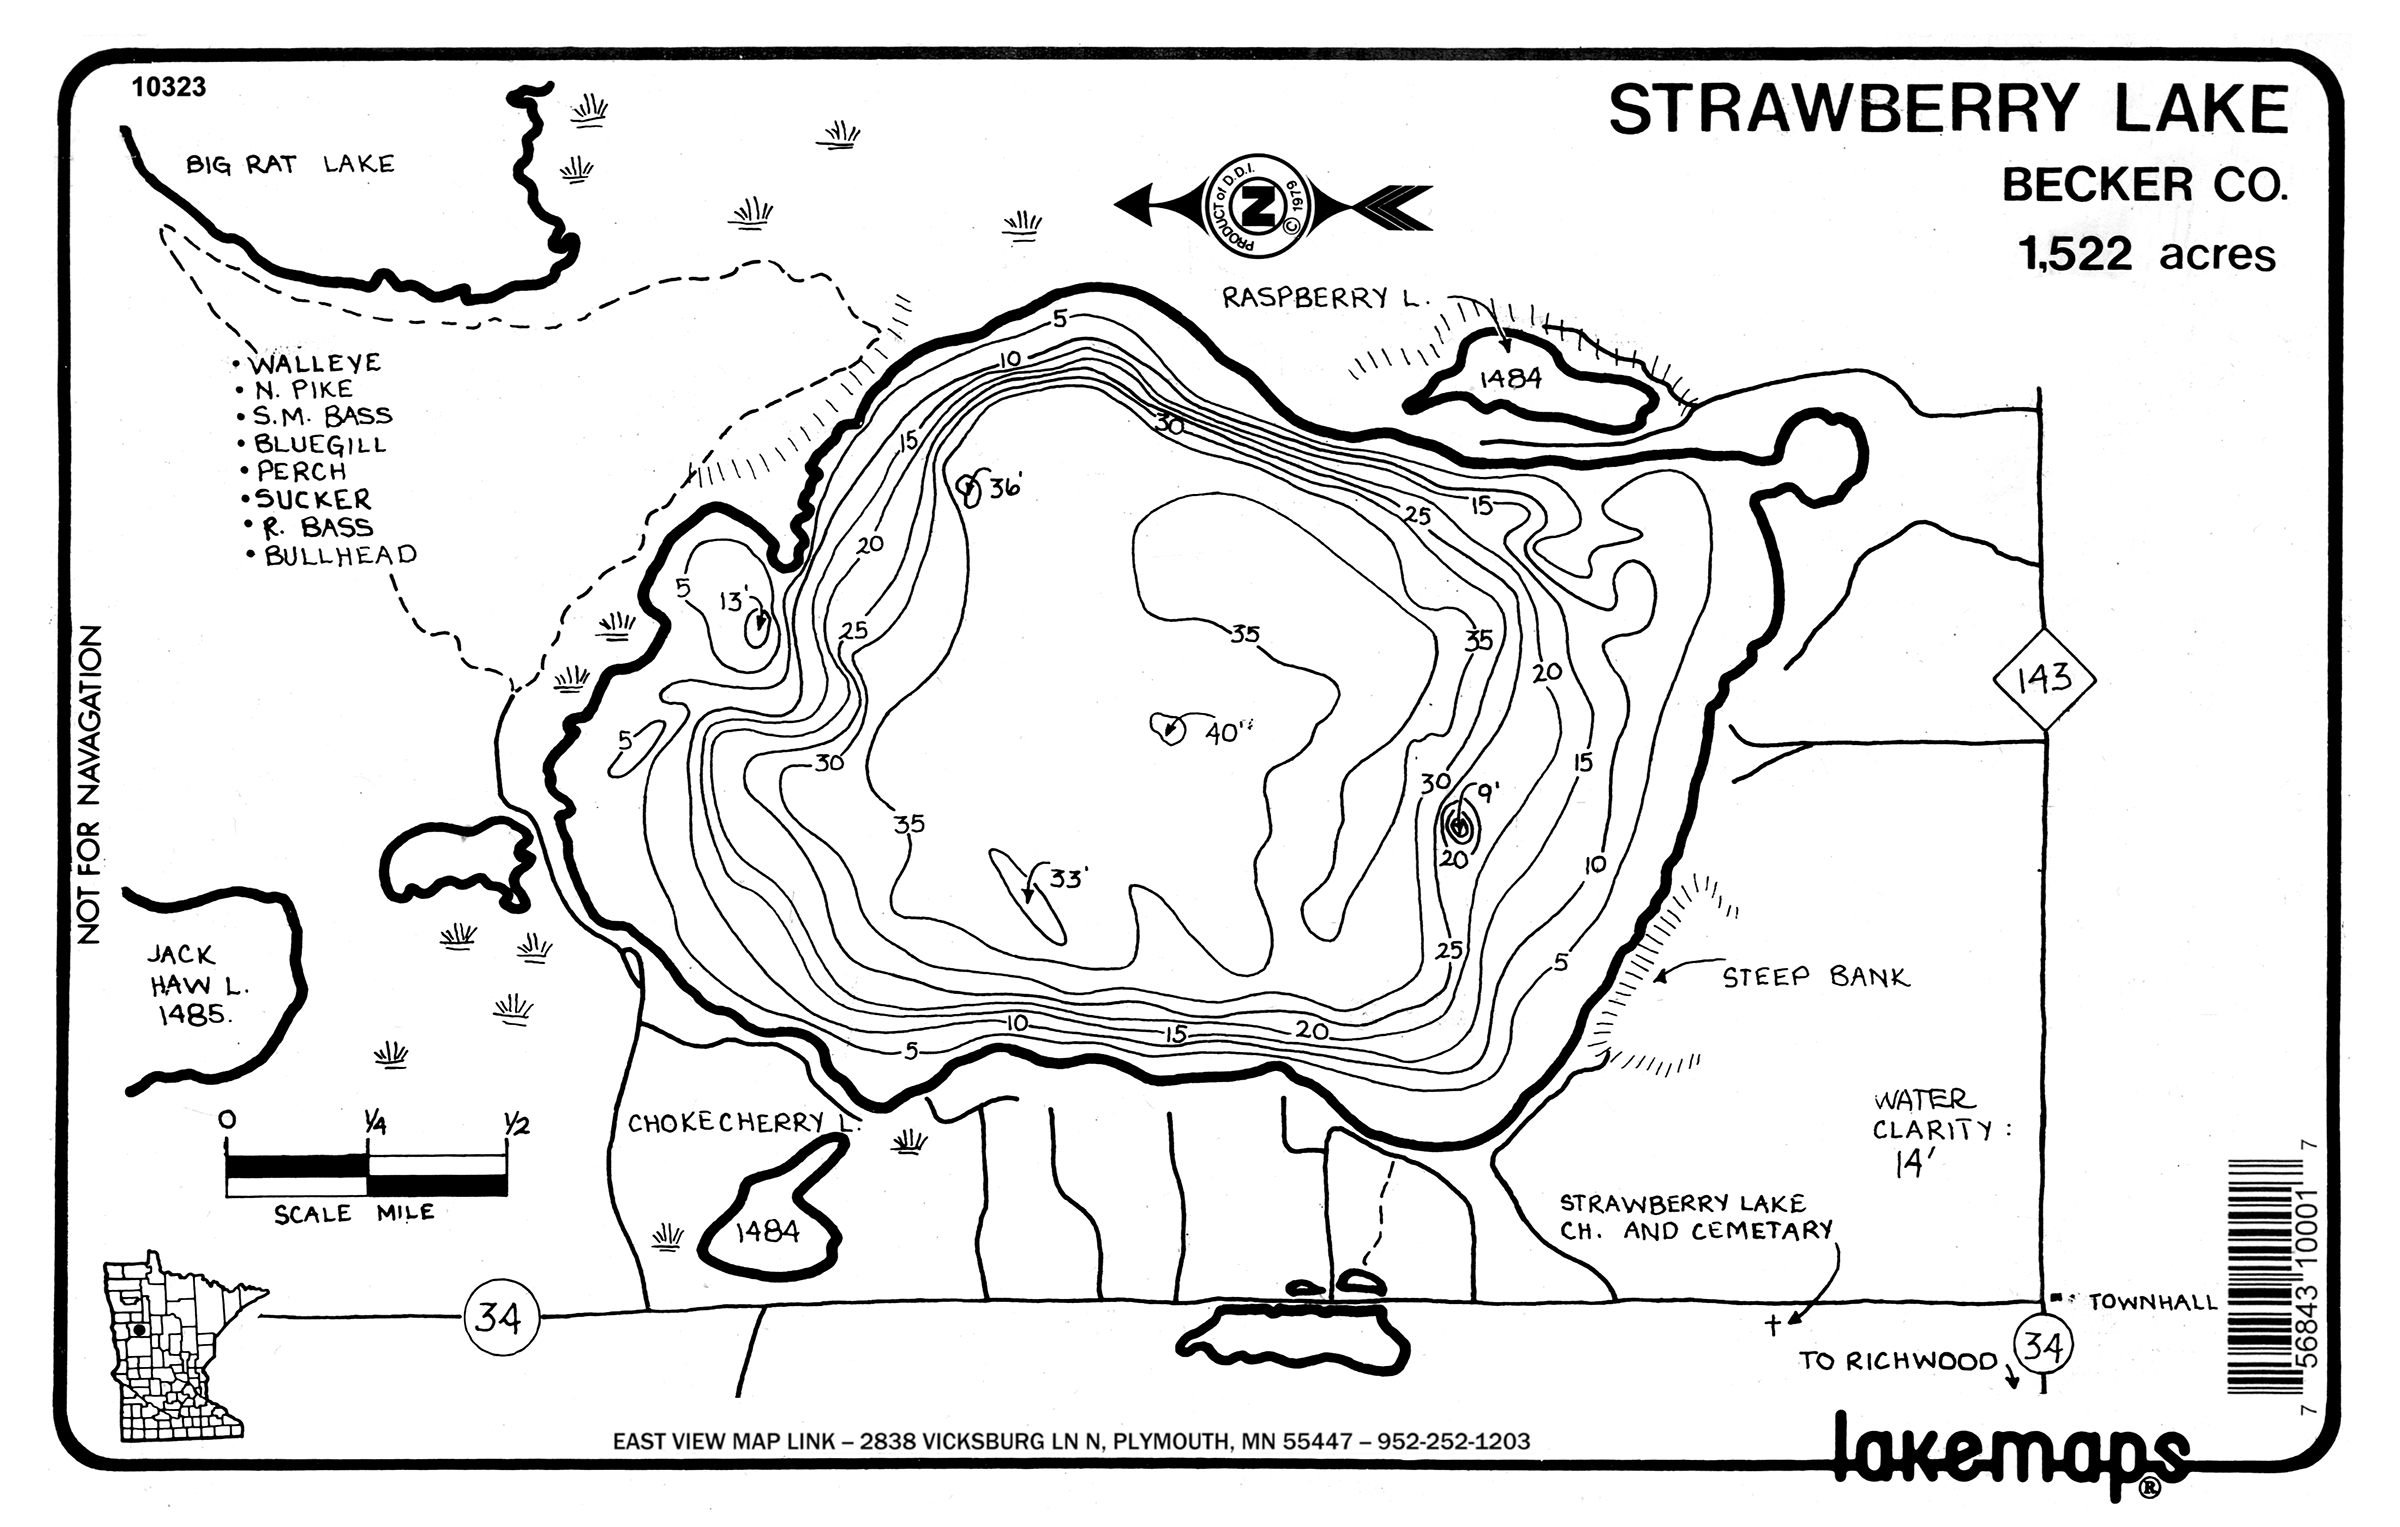 10323
STRAWBERRY LAKE
BECKER CO.
1,522 acres
BIG RAT LAKE
PRODUCT of D.D.I.
© 1979
N
RASPBERRY L.
1484
• WALLEYE
• N. PIKE
• S.M. BASS
• BLUEGILL
• PERCH
• SUCKER
• R. BASS
• BULLHEAD
5
10
15
30
36'
15
25
20
5
13'
25
35
35
20
143
5
40'
30
15
30
9'
35
20
10
33'
25
5
NOT FOR NAVAGATION
JACK
HAW L.
1485.
STEEP BANK
10
15
20
5
0 1/4 1/2
SCALE MILE
CHOKECHERRY L.
1484
WATER
CLARITY:
14'
STRAWBERRY LAKE
CH. AND CEMETARY
34
TOWNHALL
34
TO RICHWOOD
7 56843 10001 7
EAST VIEW MAP LINK – 2838 VICKSBURG LN N, PLYMOUTH, MN 55447 – 952-252-1203
lakemaps®